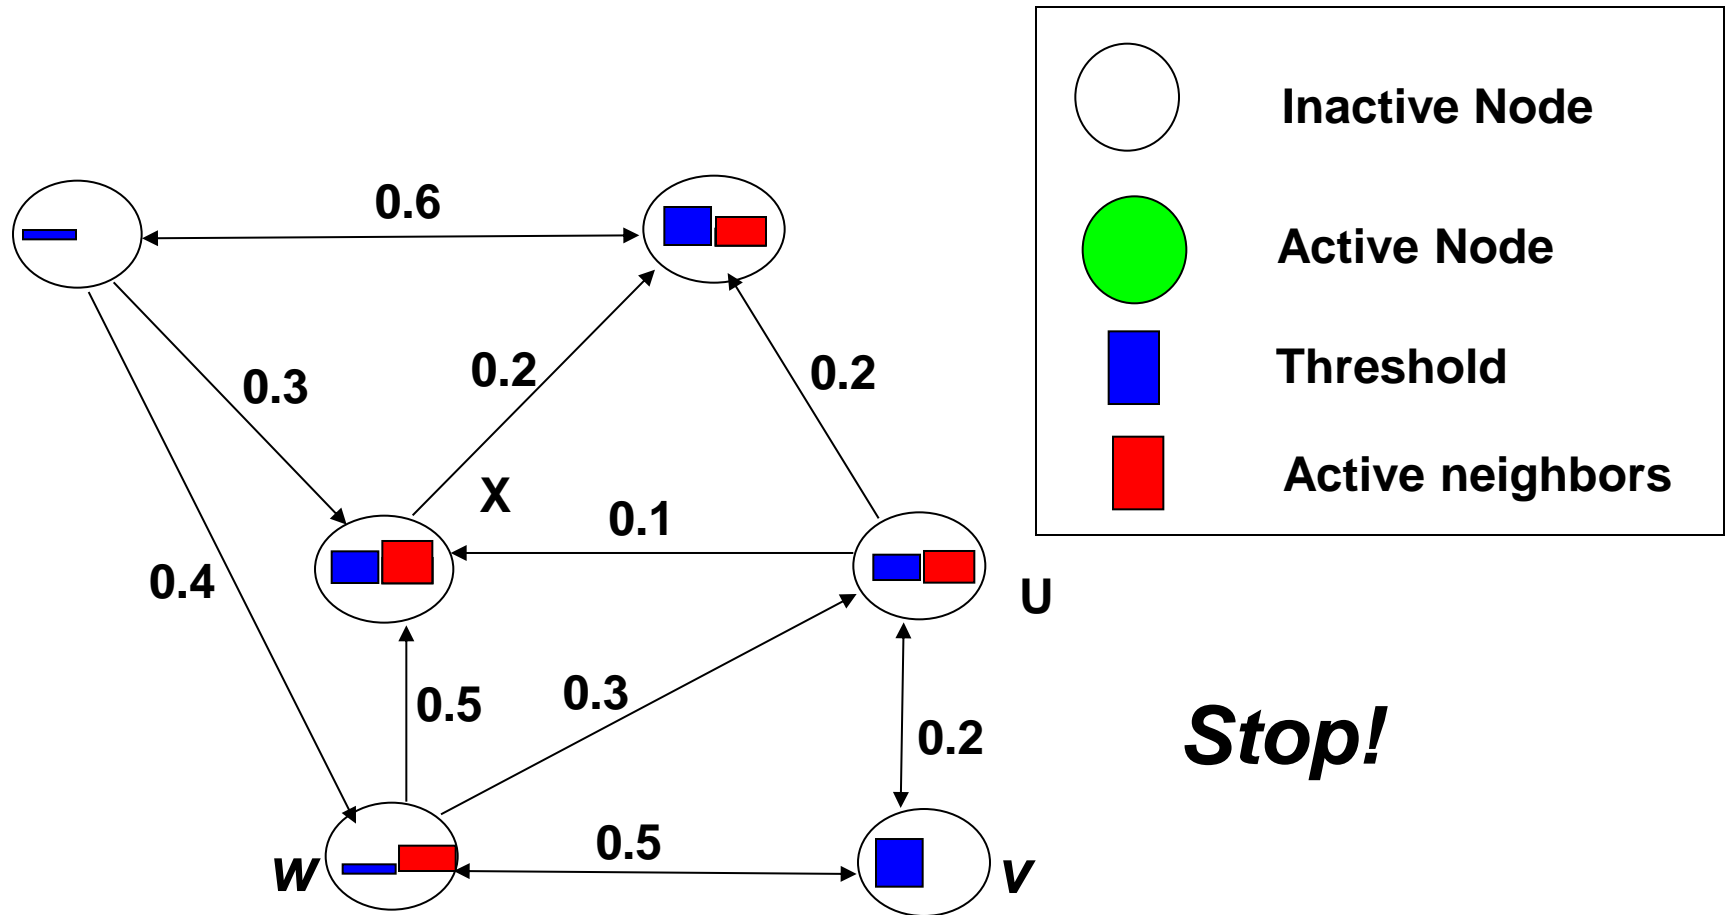 Inactive Node
0.6
Active Node
0.3
0.2
0.2
Threshold
X
0.1
Active neighbors
0.4
U
0.5
0.3
0.2
Stop!
w
0.5
v